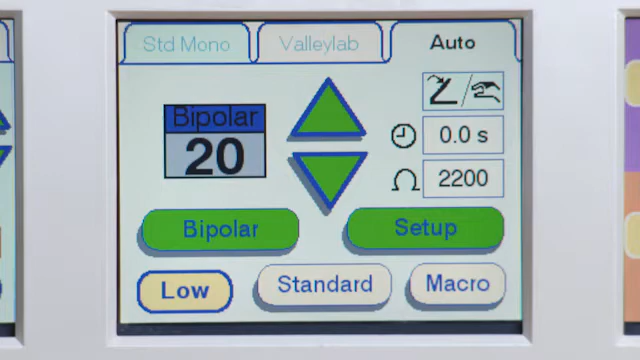 Std Mono
Valleylab
Auto
Bipolar
20
0.0 s
Ω 2200
Bipolar
Setup
Low
Standard
Macro